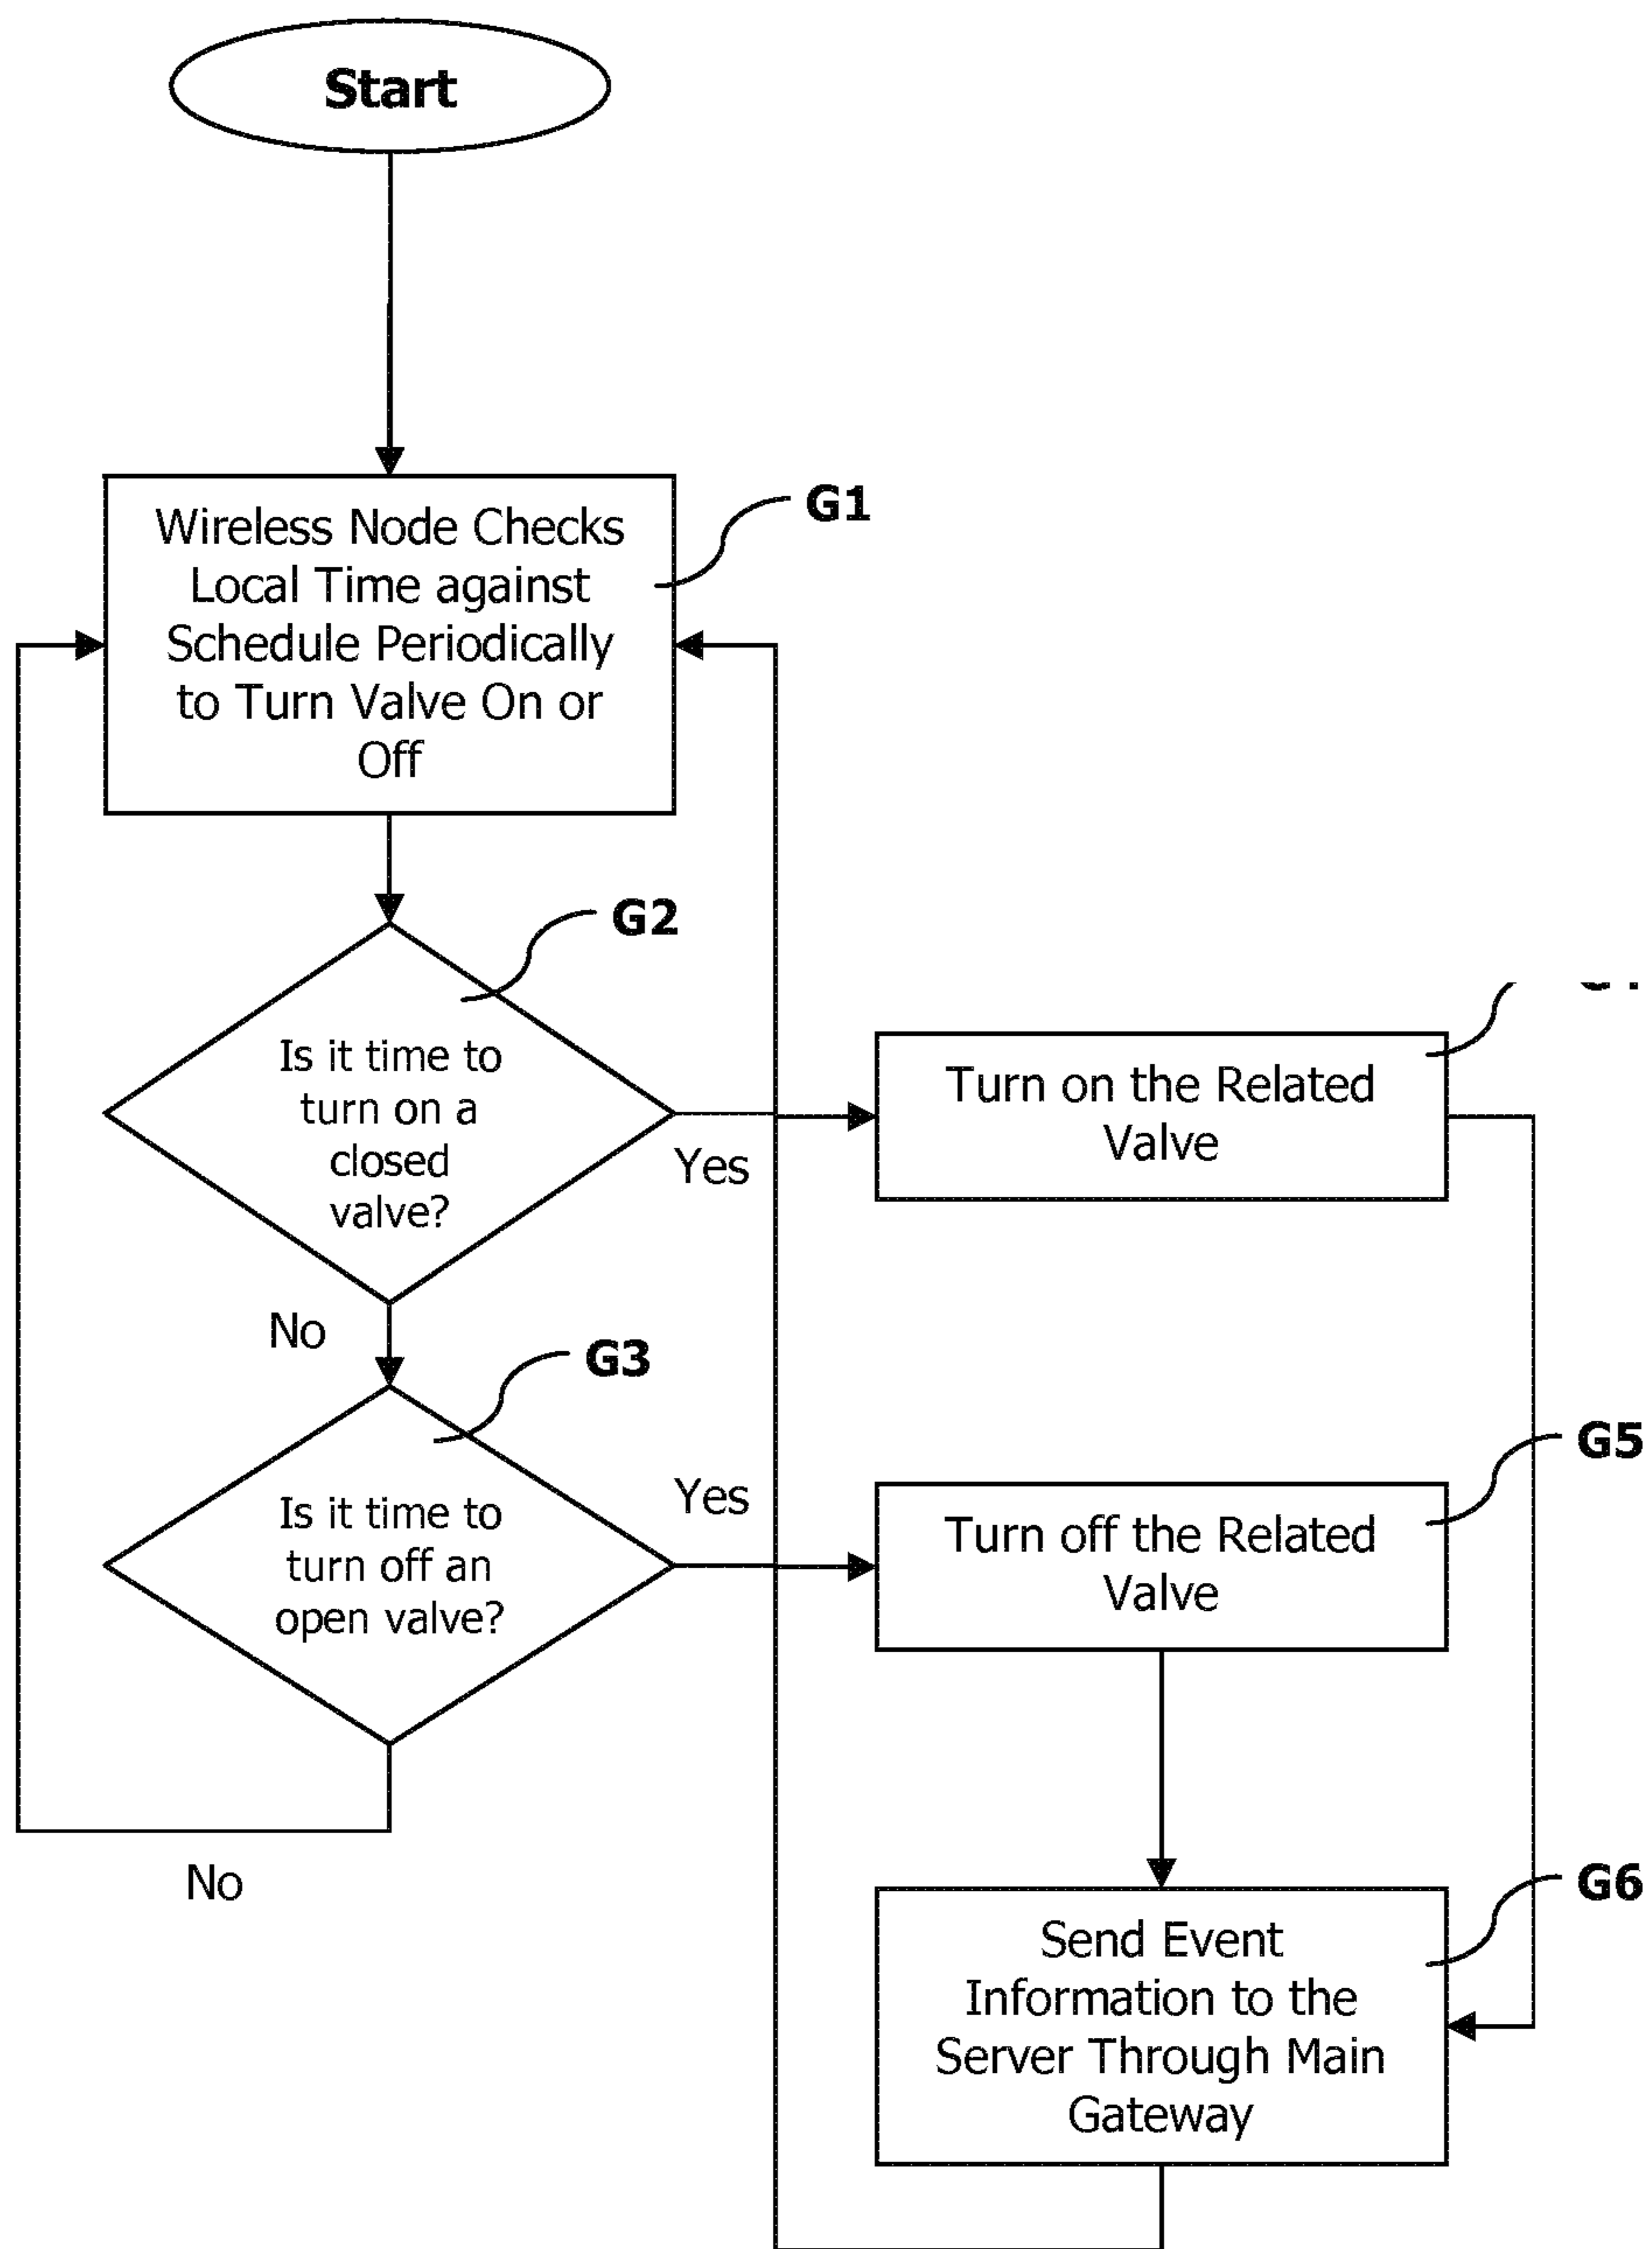 Start
Wireless Node Checks
Local Time against
Schedule Periodically
to Turn Valve On or
Off
G1
G2
Is it time to
turn on a
closed
valve?
Yes
No
Turn on the Related
Valve
G3
Is it time to
turn off an
open valve?
Yes
No
G5
Turn off the Related
Valve
G6
Send Event
Information to the
Server Through Main
Gateway